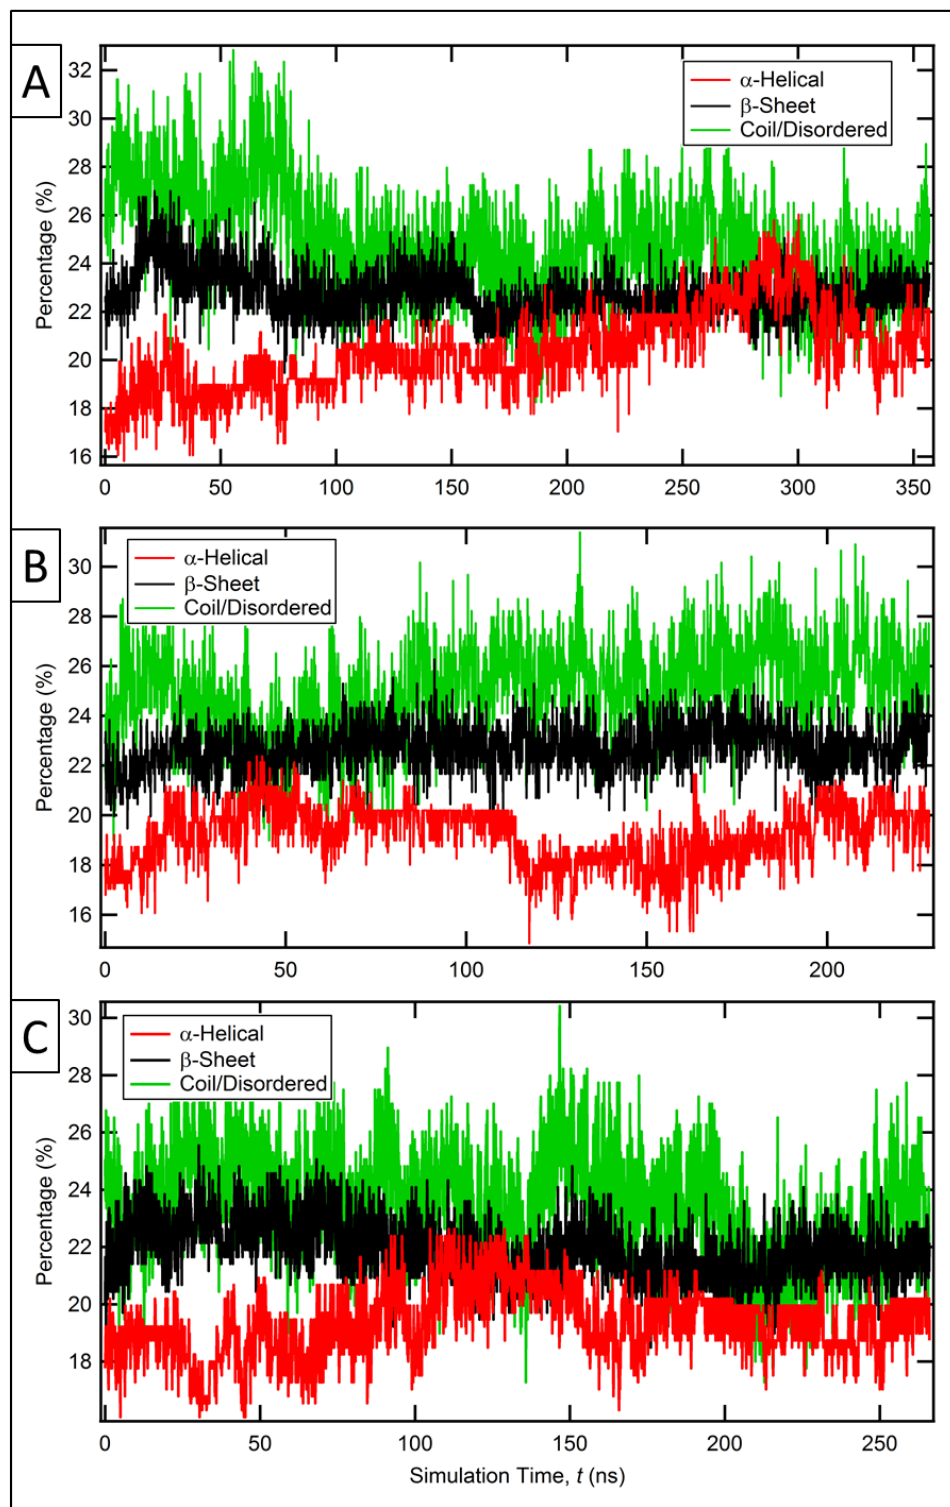 A
α-Helical
β-Sheet
Coil/Disordered
Percentage (%)
32
30
28
26
24
22
20
18
16
0 50 100 150 200 250 300 350
B
α-Helical
β-Sheet
Coil/Disordered
Percentage (%)
30
28
26
24
22
20
18
16
0 50 100 150 200
C
α-Helical
β-Sheet
Coil/Disordered
Percentage (%)
30
28
26
24
22
20
18
0 50 100 150 200 250
Simulation Time, t (ns)